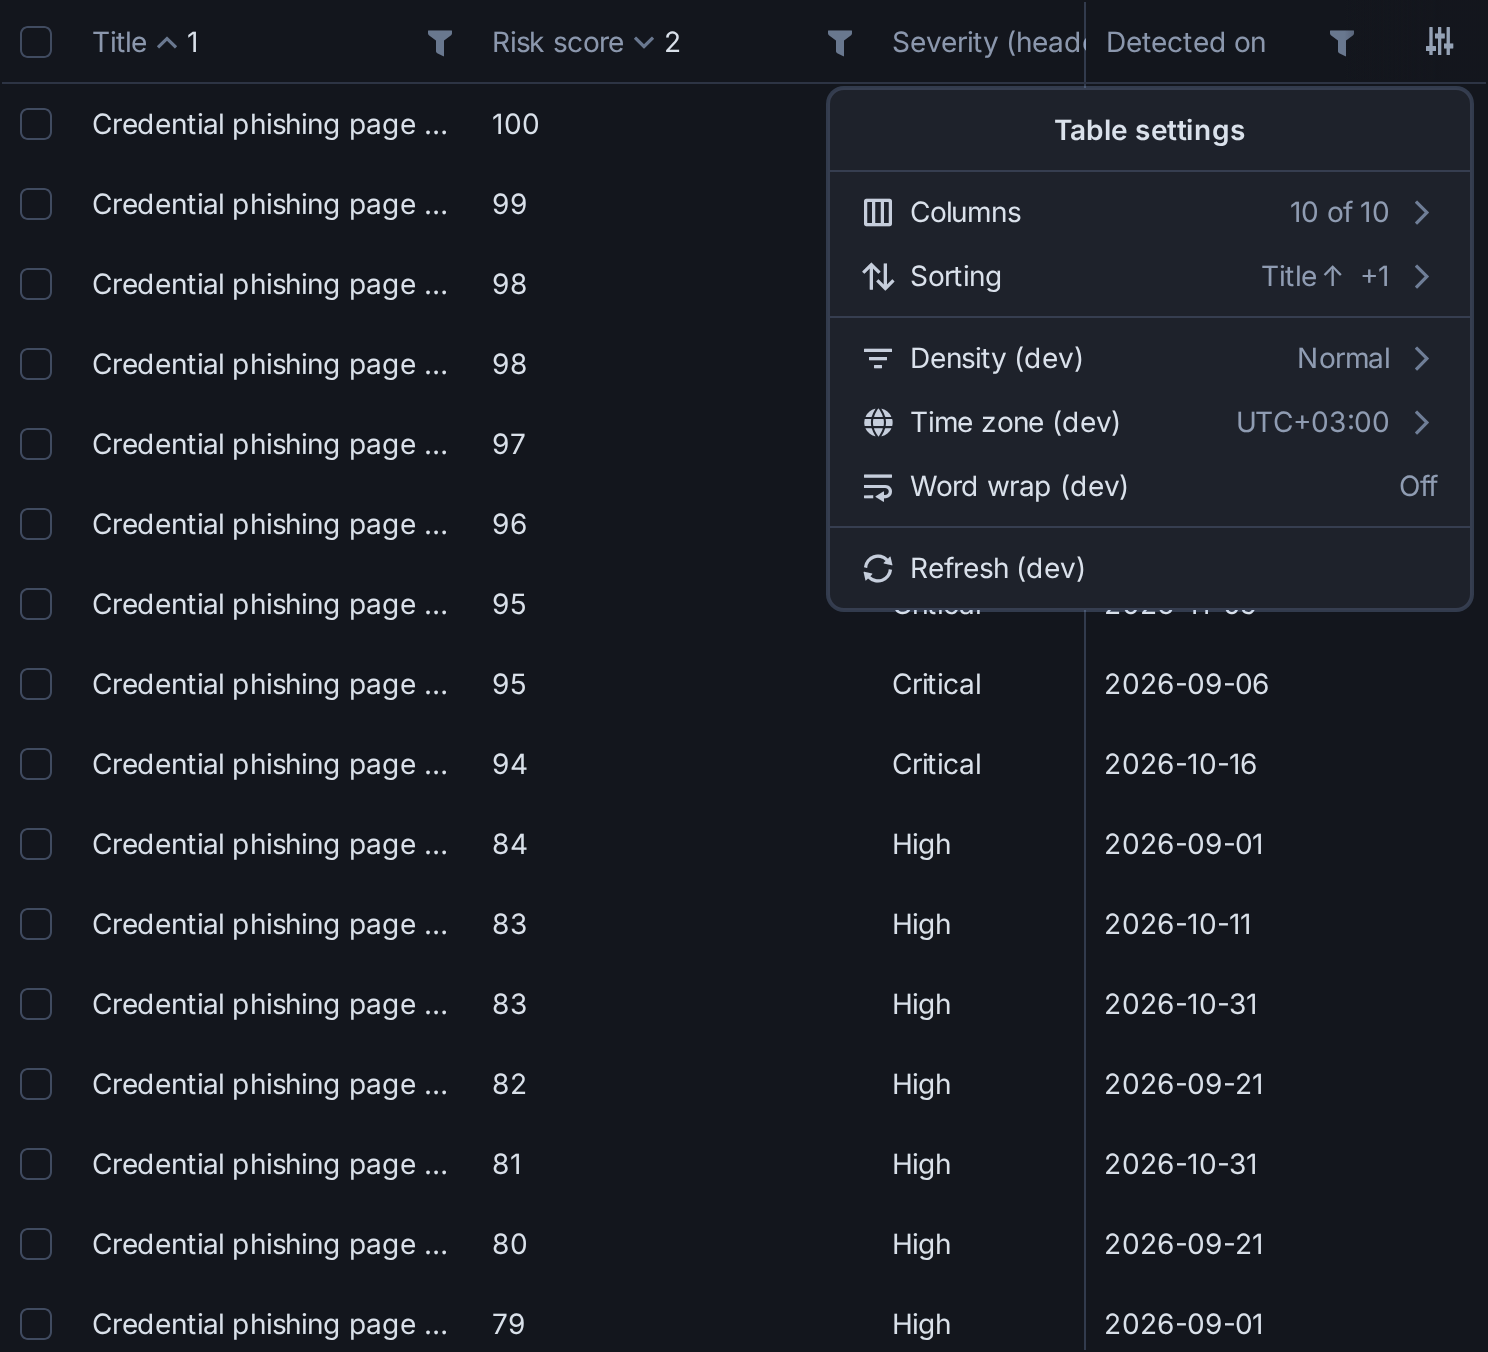 Title 1 Risk score 2 Severity (head Detected on
Table settings
Columns 10 of 10
Sorting Title↑ +1
Density (dev) Normal
Time zone (dev) UTC+03:00
Word wrap (dev) Off
Refresh (dev)
Credential phishing page ... 100
Credential phishing page ... 99
Credential phishing page ... 98
Credential phishing page ... 98
Credential phishing page ... 97
Credential phishing page ... 96
Credential phishing page ... 95
Credential phishing page ... 95 Critical 2026-09-06
Credential phishing page ... 94 Critical 2026-10-16
Credential phishing page ... 84 High 2026-09-01
Credential phishing page ... 83 High 2026-10-11
Credential phishing page ... 83 High 2026-10-31
Credential phishing page ... 82 High 2026-09-21
Credential phishing page ... 81 High 2026-10-31
Credential phishing page ... 80 High 2026-09-21
Credential phishing page ... 79 High 2026-09-01